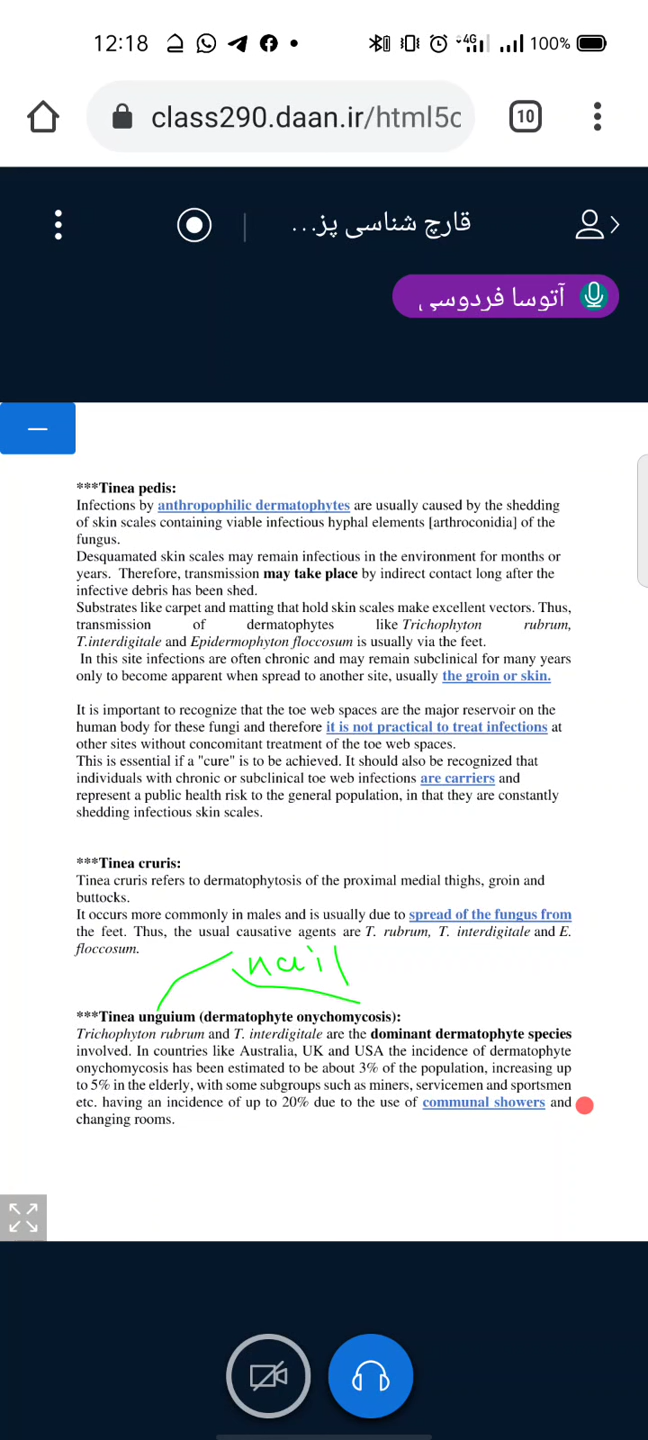 12:18
4G
100%
class290.daan.ir/html5c
10
قارچ شناسی پز...
آتوسا فردوسی
***Tinea pedis:
Infections by anthropophilic dermatophytes are usually caused by the shedding
of skin scales containing viable infectious hyphal elements [arthroconidia] of the
fungus.
Desquamated skin scales may remain infectious in the environment for months or
years. Therefore, transmission may take place by indirect contact long after the
infective debris has been shed.
Substrates like carpet and matting that hold skin scales make excellent vectors. Thus,
transmission of dermatophytes like Trichophyton rubrum,
T.interdigitale and Epidermophyton floccosum is usually via the feet.
In this site infections are often chronic and may remain subclinical for many years
only to become apparent when spread to another site, usually the groin or skin.
It is important to recognize that the toe web spaces are the major reservoir on the
human body for these fungi and therefore it is not practical to treat infections at
other sites without concomitant treatment of the toe web spaces.
This is essential if a "cure" is to be achieved. It should also be recognized that
individuals with chronic or subclinical toe web infections are carriers and
represent a public health risk to the general population, in that they are constantly
shedding infectious skin scales.
***Tinea cruris:
Tinea cruris refers to dermatophytosis of the proximal medial thighs, groin and
buttocks.
It occurs more commonly in males and is usually due to spread of the fungus from
the feet. Thus, the usual causative agents are T. rubrum, T. interdigitale and E.
floccosum.
nail
***Tinea unguium (dermatophyte onychomycosis):
Trichophyton rubrum and T. interdigitale are the dominant dermatophyte species
involved. In countries like Australia, UK and USA the incidence of dermatophyte
onychomycosis has been estimated to be about 3% of the population, increasing up
to 5% in the elderly, with some subgroups such as miners, servicemen and sportsmen
etc. having an incidence of up to 20% due to the use of communal showers and
changing rooms.